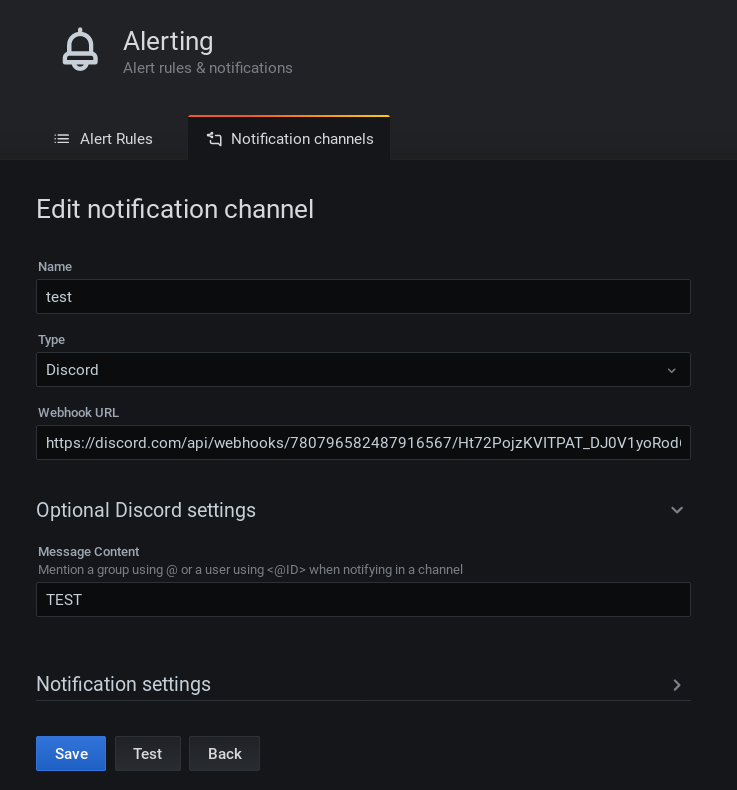 Alerting
Alert rules & notifications
Alert Rules
Notification channels
Edit notification channel
Name
test
Type
Discord
Webhook URL
https://discord.com/api/webhooks/780796582487916567/Ht72PojzKVITPAT_DJ0V1yoRod
Optional Discord settings
Message Content
Mention a group using @ or a user using <@ID> when notifying in a channel
TEST
Notification settings
Save
Test
Back